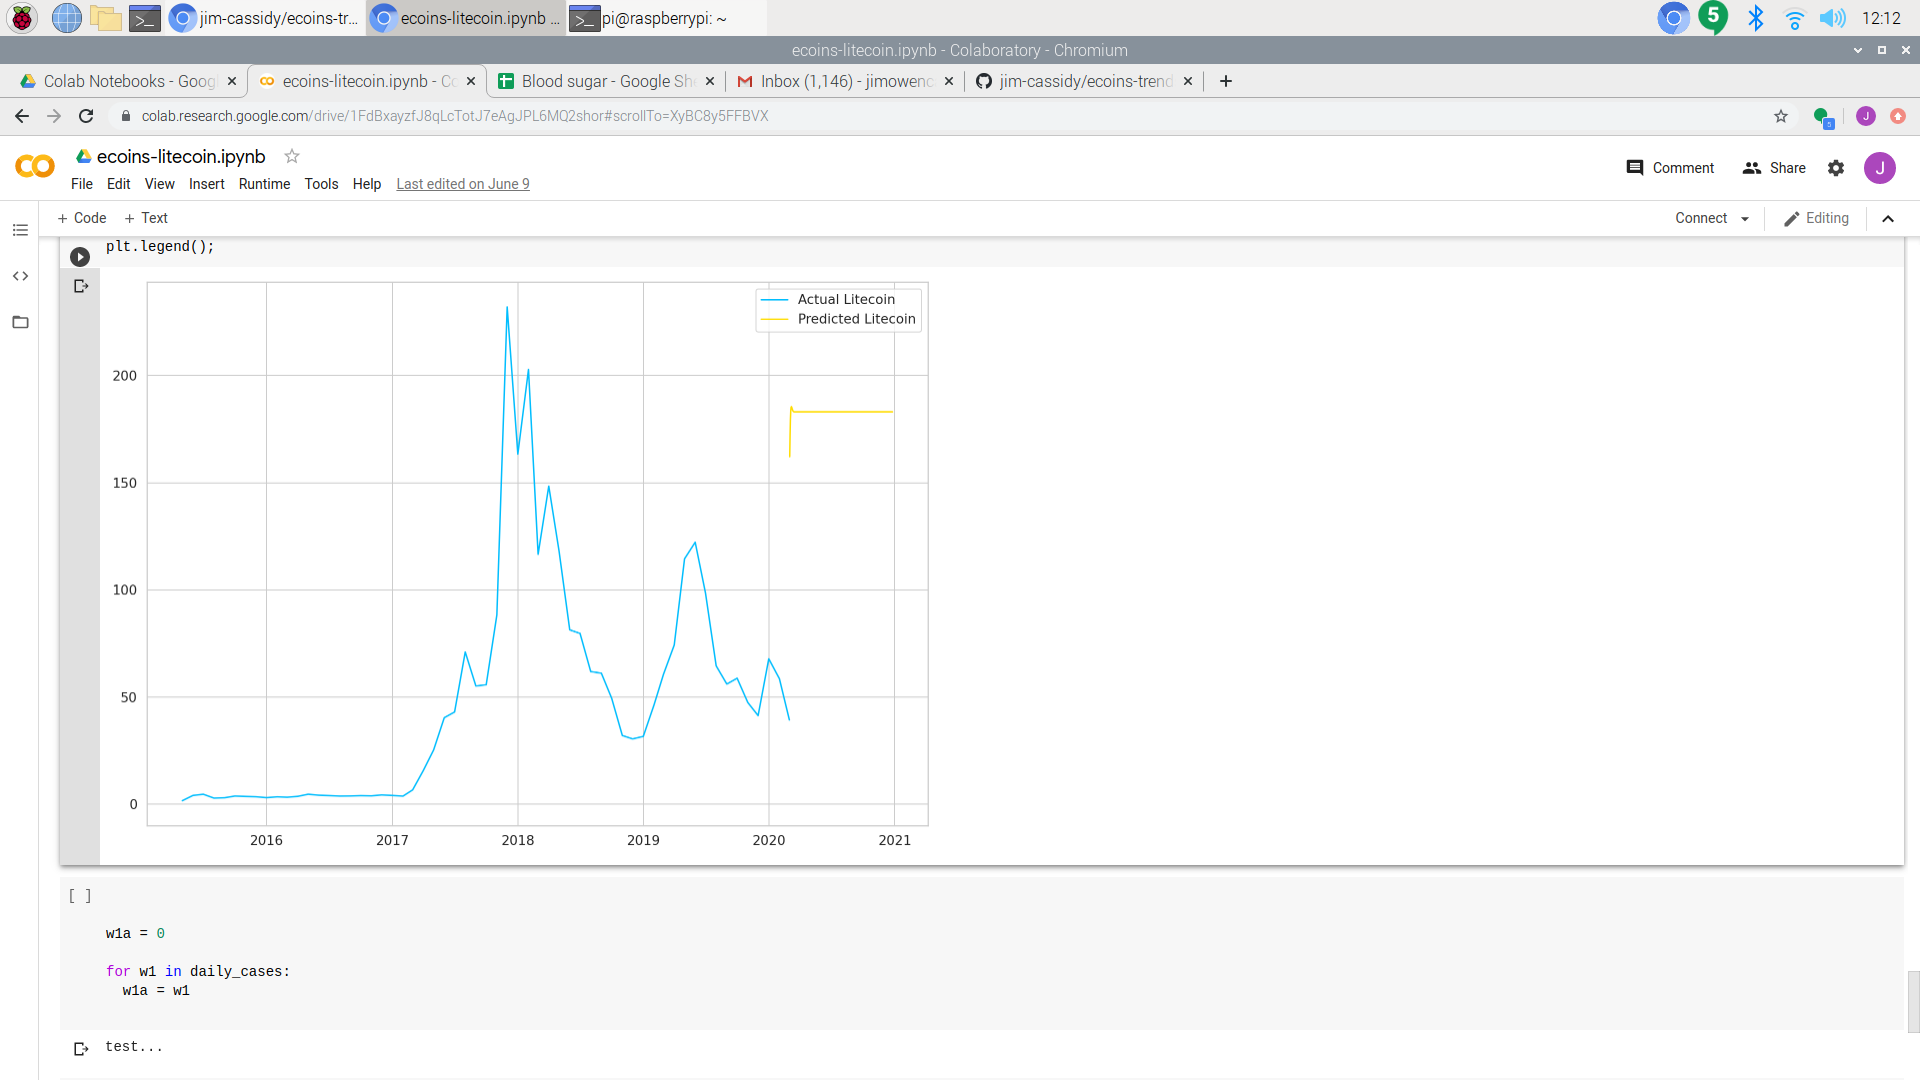 jim-cassidy/ecoins-tr...
ecoins-litecoin.ipynb ...
>_ pi@raspberrypi: ~
5
12:12
ecoins-litecoin.ipynb - Colaboratory - Chromium
Colab Notebooks - Googl
ecoins-litecoin.ipynb - Co
Blood sugar - Google She
Inbox (1,146) - jimowenc
jim-cassidy/ecoins-trend
colab.research.google.com/drive/1FdBxayzfJ8qLcTotJ7eAgJPL6MQ2shor#scrollTo=XyBC8y5FFBVX
J
ecoins-litecoin.ipynb
File Edit View Insert Runtime Tools Help Last edited on June 9
Comment Share J
+ Code + Text
Connect Editing
plt.legend();
Actual Litecoin
Predicted Litecoin
200
150
100
50
0
2016 2017 2018 2019 2020 2021
[ ]
w1a = 0
for w1 in daily_cases:
w1a = w1
test...